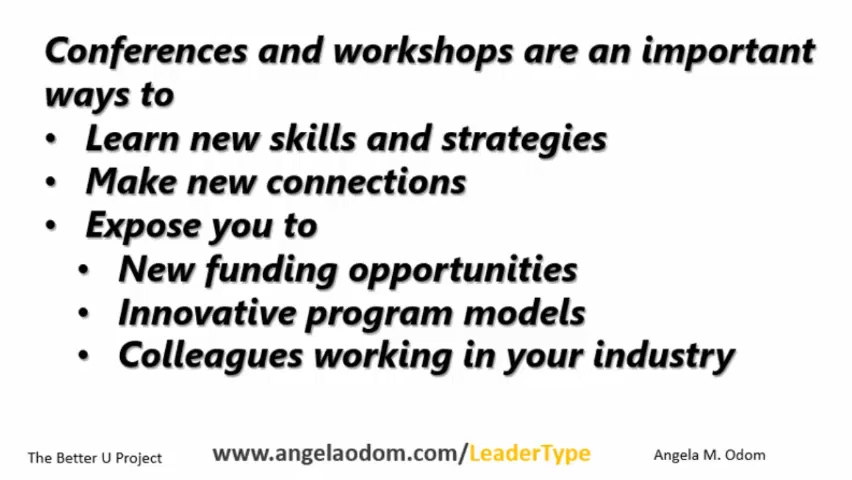 Conferences and workshops are an important
ways to
• Learn new skills and strategies
• Make new connections
• Expose you to
• New funding opportunities
• Innovative program models
• Colleagues working in your industry
The Better U Project
www.angelaodom.com/LeaderType
Angela M. Odom